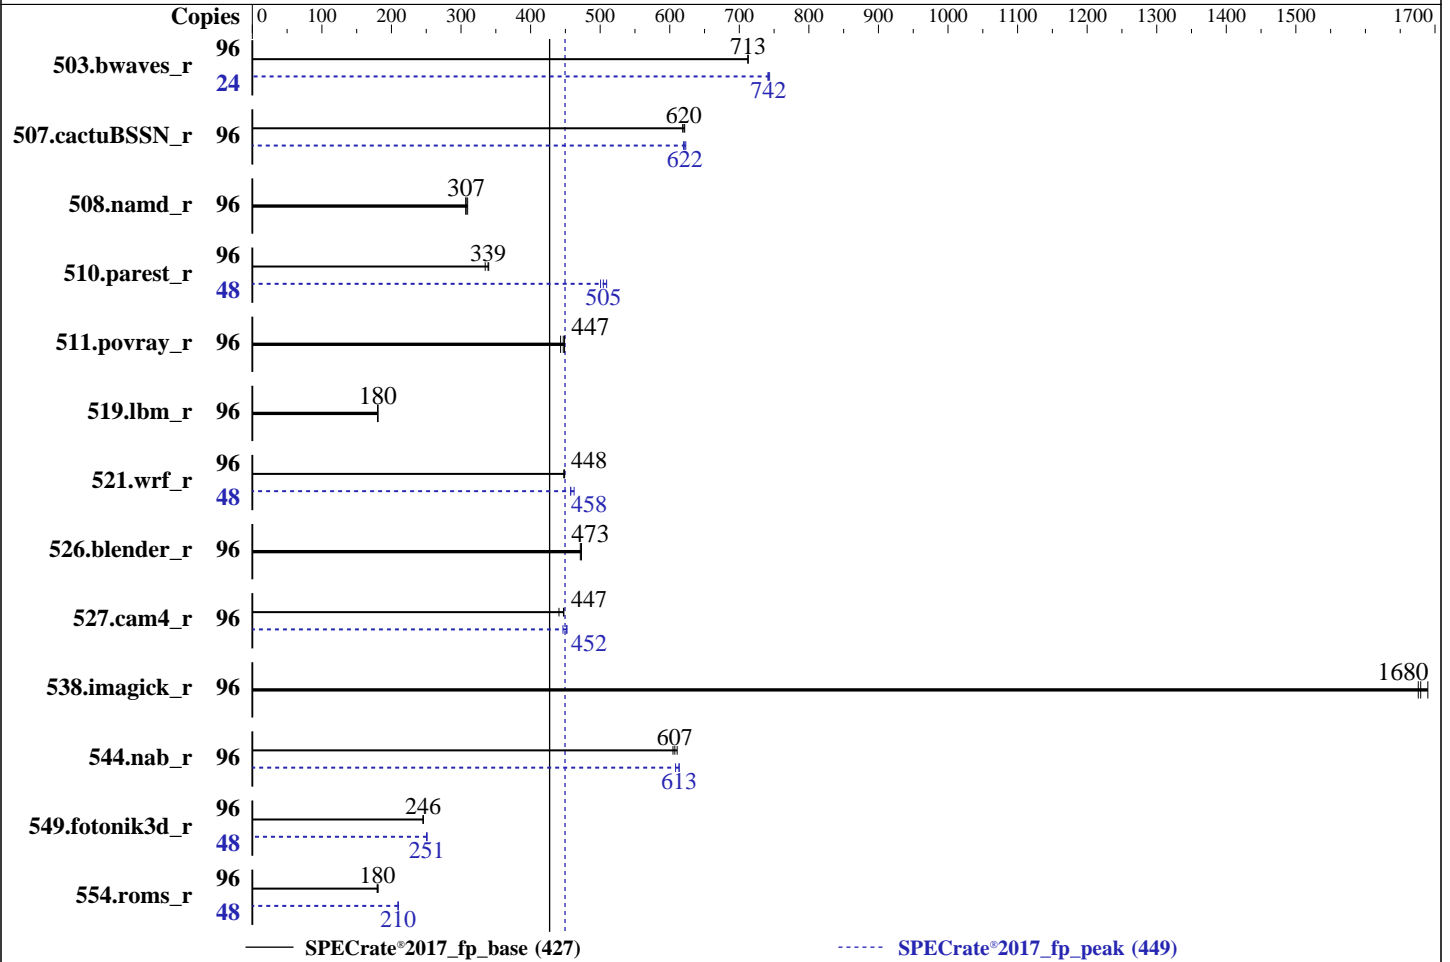 Copies 0 100 200 300 400 500 600 700 800 900 1000 1100 1200 1300 1400 1500 1700
503.bwaves_r 96 713
24 742
507.cactuBSSN_r 96 620
622
508.namd_r 96 307
510.parest_r 96 339
48 505
511.povray_r 96 447
519.lbm_r 96 180
521.wrf_r 96 448
48 458
526.blender_r 96 473
527.cam4_r 96 447
452
538.imagick_r 96 1680
544.nab_r 96 607
613
549.fotonik3d_r 96 246
48 251
554.roms_r 96 180
48 210
SPECrate®2017_fp_base (427) SPECrate®2017_fp_peak (449)